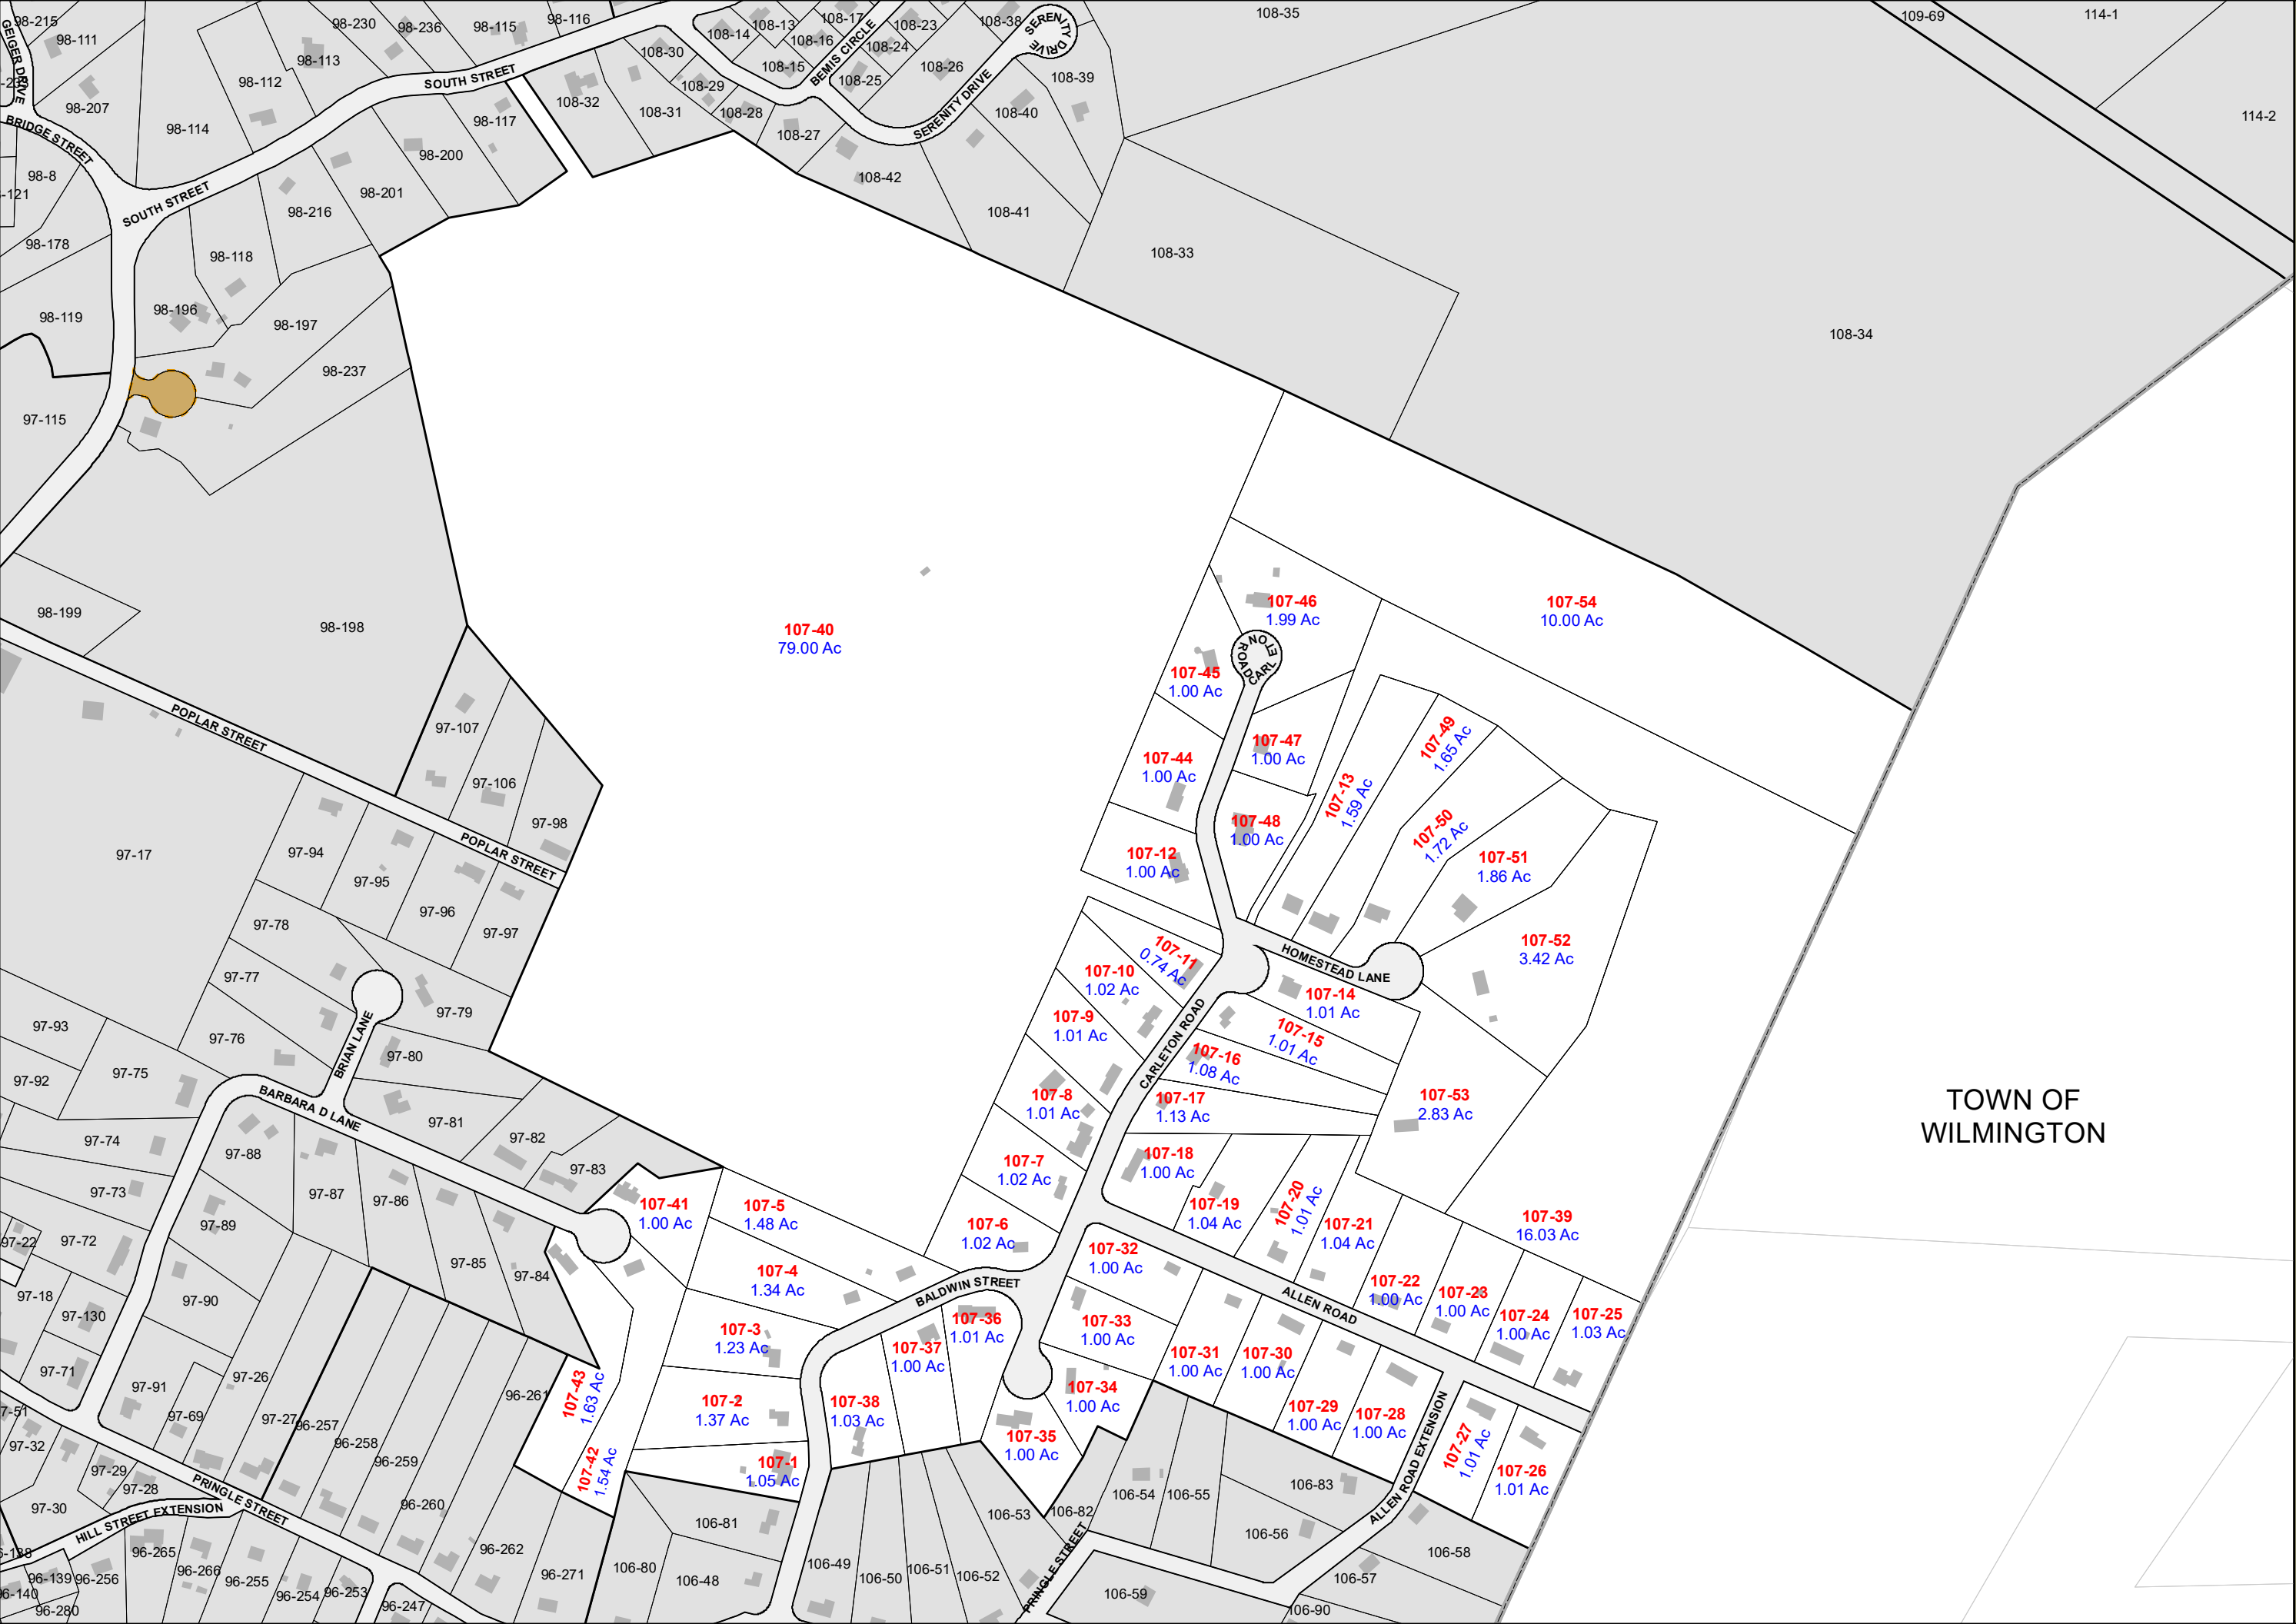 98-215
98-111
98-230
98-236
98-115
98-116
108-13
108-17
108-23
108-38
SERENITY DRIVE
108-35
109-69
114-1
GEIGER DRIVE
98-113
98-112
SOUTH STREET
108-30
108-14
108-16
108-24
BEMIS CIRCLE
108-15
108-25
108-26
108-39
98-207
98-114
98-117
108-32
108-31
108-29
108-28
108-27
108-40
SERENITY DRIVE
114-2
BRIDGE STREET
98-200
98-8
98-201
108-42
SOUTH STREET
98-216
108-41
98-178
98-118
108-33
98-119
98-196
98-197
108-34
98-237
97-115
98-199
98-198
107-40
79.00 Ac
107-46
1.99 Ac
107-54
10.00 Ac
CARLETON ROAD
107-45
1.00 Ac
POPLAR STREET
97-107
107-47
1.00 Ac
107-49
1.65 Ac
107-44
1.00 Ac
97-106
107-13
1.59 Ac
97-98
107-48
1.00 Ac
107-50
1.72 Ac
97-17
97-94
POPLAR STREET
107-12
1.00 Ac
107-51
1.86 Ac
97-95
97-96
97-78
97-97
107-11
0.74 Ac
HOMESTEAD LANE
107-52
3.42 Ac
97-77
107-10
1.02 Ac
107-14
1.01 Ac
97-79
97-93
97-76
107-9
1.01 Ac
107-15
1.01 Ac
BRIAN LANE
97-80
CARLETON ROAD
107-16
1.08 Ac
97-92
97-75
BARBARA D LANE
107-8
1.01 Ac
107-17
1.13 Ac
107-53
2.83 Ac
TOWN OF
WILMINGTON
97-81
97-82
97-74
97-88
97-83
107-7
1.02 Ac
107-18
1.00 Ac
97-73
97-87
97-86
107-41
1.00 Ac
107-5
1.48 Ac
107-19
1.04 Ac
107-20
1.01 Ac
97-89
107-6
1.02 Ac
107-21
1.04 Ac
107-39
16.03 Ac
97-22
97-72
97-85
97-84
107-4
1.34 Ac
107-32
1.00 Ac
BALDWIN STREET
97-18
97-90
97-130
107-22
1.00 Ac
107-23
1.00 Ac
ALLEN ROAD
107-24
1.00 Ac
107-25
1.03 Ac
107-3
1.23 Ac
107-36
1.01 Ac
107-33
1.00 Ac
107-37
1.00 Ac
107-31
1.00 Ac
107-30
1.00 Ac
97-71
97-91
97-26
96-261
107-43
1.63 Ac
107-2
1.37 Ac
107-38
1.03 Ac
107-34
1.00 Ac
97-69
97-27
96-257
107-29
1.00 Ac
107-28
1.00 Ac
97-32
96-258
107-35
1.00 Ac
ALLEN ROAD EXTENSION
107-27
1.01 Ac
97-29
97-28
96-259
107-42
1.54 Ac
107-1
1.05 Ac
106-83
107-26
1.01 Ac
PRINGLE STREET
97-30
HILL STREET EXTENSION
96-260
106-81
106-53
106-82
106-54
106-55
106-56
96-265
96-262
106-58
96-139
96-256
96-266
96-255
96-254
96-253
96-271
106-80
106-48
106-49
106-50
106-51
106-52
PRINGLE STREET
106-57
106-59
96-247
96-280
106-90